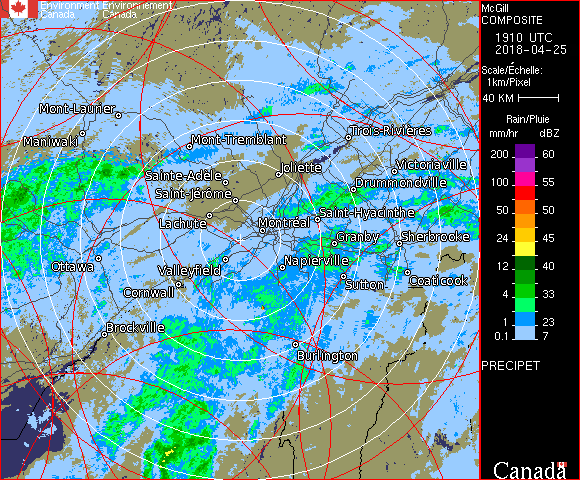 Environment Environnement
Canada Canada
Mont-Laurier
Maniwaki
Mont-Tremblant
Trois-Rivières
Joliette
Victoriaville
Sainte-Adèle
Drummondville
Saint-Jérôme
Saint-Hyacinthe
Lachute
Montréal
Granby
Sherbrooke
Ottawa
Valleyfield
Napierville
Coaticook
Cornwall
Sutton
Brockville
Burlington
McGill
COMPOSITE
1910 UTC
2018-04-25
Scale/Échelle:
1km/Pixel
40 KM
Rain/Pluie
mm/hr dBZ
200 60
100 55
50 50
24 45
12 40
4 33
1 23
0.1 7
PRECIPET
Canada